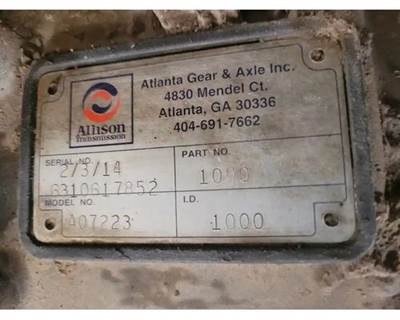 Allison
Transmission
Atlanta Gear & Axle Inc.
4830 Mendel Ct.
Atlanta, GA 30336
404-691-7662
SERIAL NO.
2/3/14
6310617852
PART NO.
MODEL NO.
A07223
I.D.
1000